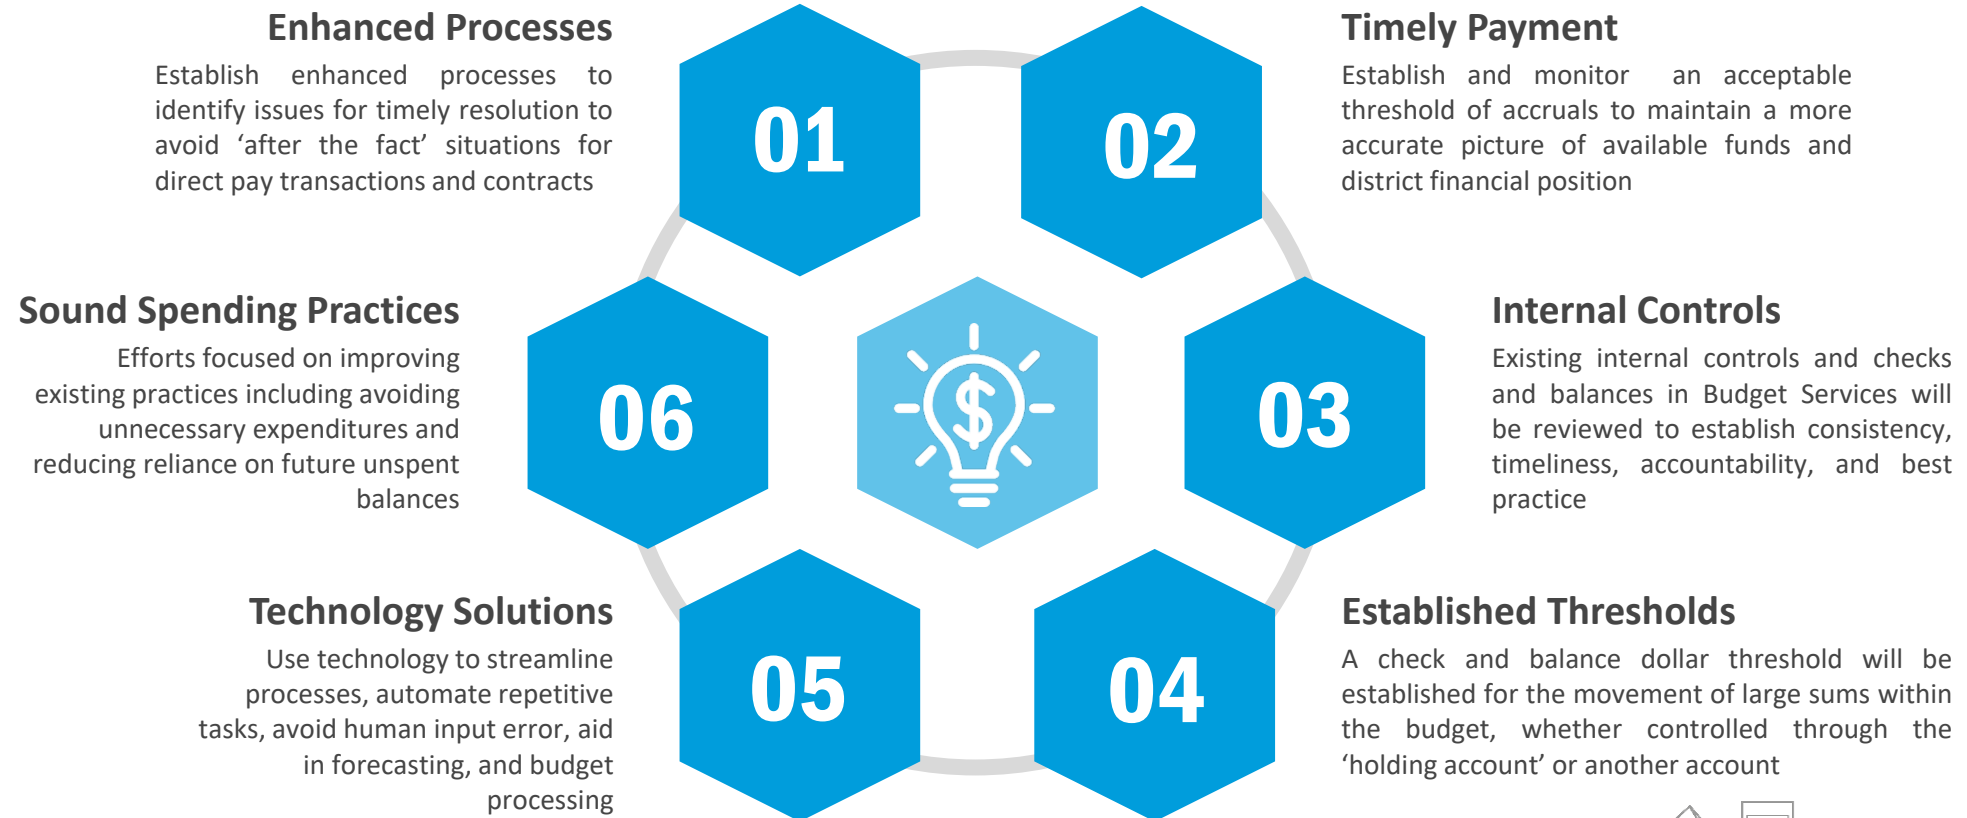 Enhanced Processes
Establish enhanced processes to
identify issues for timely resolution to
avoid ‘after the fact’ situations for
direct pay transactions and contracts
01
02
Timely Payment
Establish and monitor an acceptable
threshold of accruals to maintain a more
accurate picture of available funds and
district financial position
Internal Controls
Existing internal controls and checks
and balances in Budget Services will
be reviewed to establish consistency,
timeliness, accountability, and best
practice
03
$
06
Sound Spending Practices
Efforts focused on improving
existing practices including avoiding
unnecessary expenditures and
reducing reliance on future unspent
balances
Technology Solutions
Use technology to streamline
processes, automate repetitive
tasks, avoid human input error, aid
in forecasting, and budget
processing
05
04
Established Thresholds
A check and balance dollar threshold will be
established for the movement of large sums within
the budget, whether controlled through the
‘holding account’ or another account